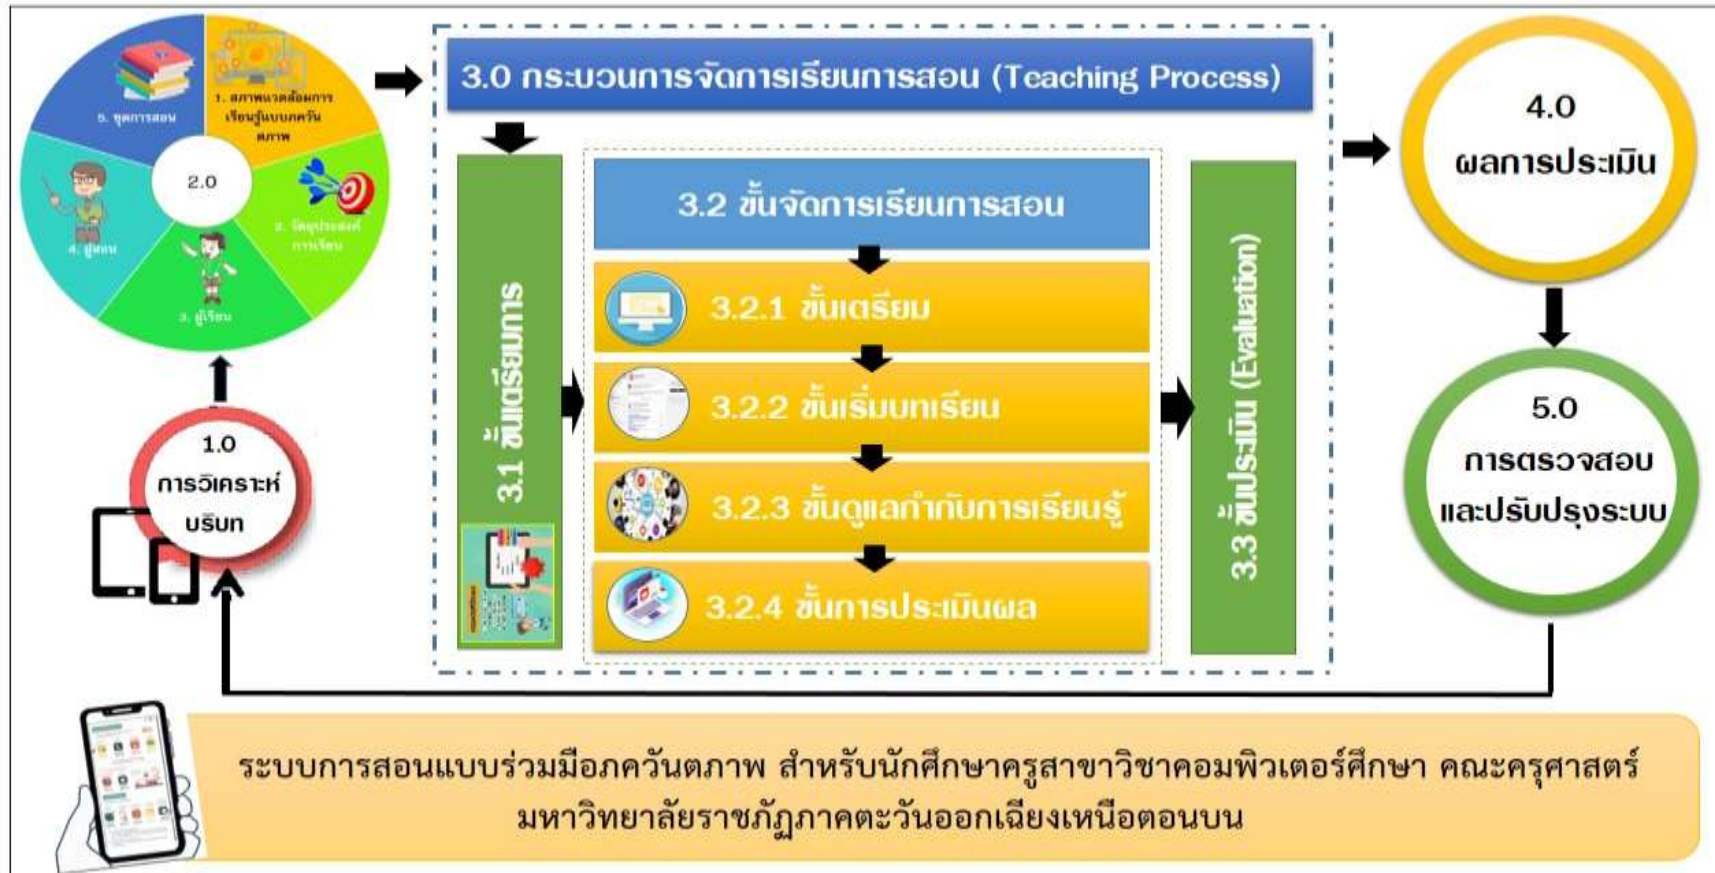 5. ชุดการสอน
1. สภาพแวดล้อมการ
เรียนรู้แบบภควันต
ภาพ
2.0
4. ผู้สอน
2. วัตถุประสงค์
การเรียน
3. ผู้เรียน
1.0
การวิเคราะห์
บริบท
3.0 กระบวนการจัดการเรียนการสอน (Teaching Process)
3.1 ขั้นเตรียมการ
3.2 ขั้นจัดการเรียนการสอน
3.2.1 ขั้นเตรียม
3.2.2 ขั้นเริ่มบทเรียน
3.2.3 ขั้นดูแลกำกับการเรียนรู้
3.2.4 ขั้นการประเมินผล
3.3 ขั้นประเมิน (Evaluation)
4.0
ผลการประเมิน
5.0
การตรวจสอบ
และปรับปรุงระบบ
ระบบการสอนแบบร่วมมือภควันตภาพ สำหรับนักศึกษาครูสาขาวิชาคอมพิวเตอร์ศึกษา คณะครุศาสตร์
มหาวิทยาลัยราชภัฏภาคตะวันออกเฉียงเหนือตอนบน